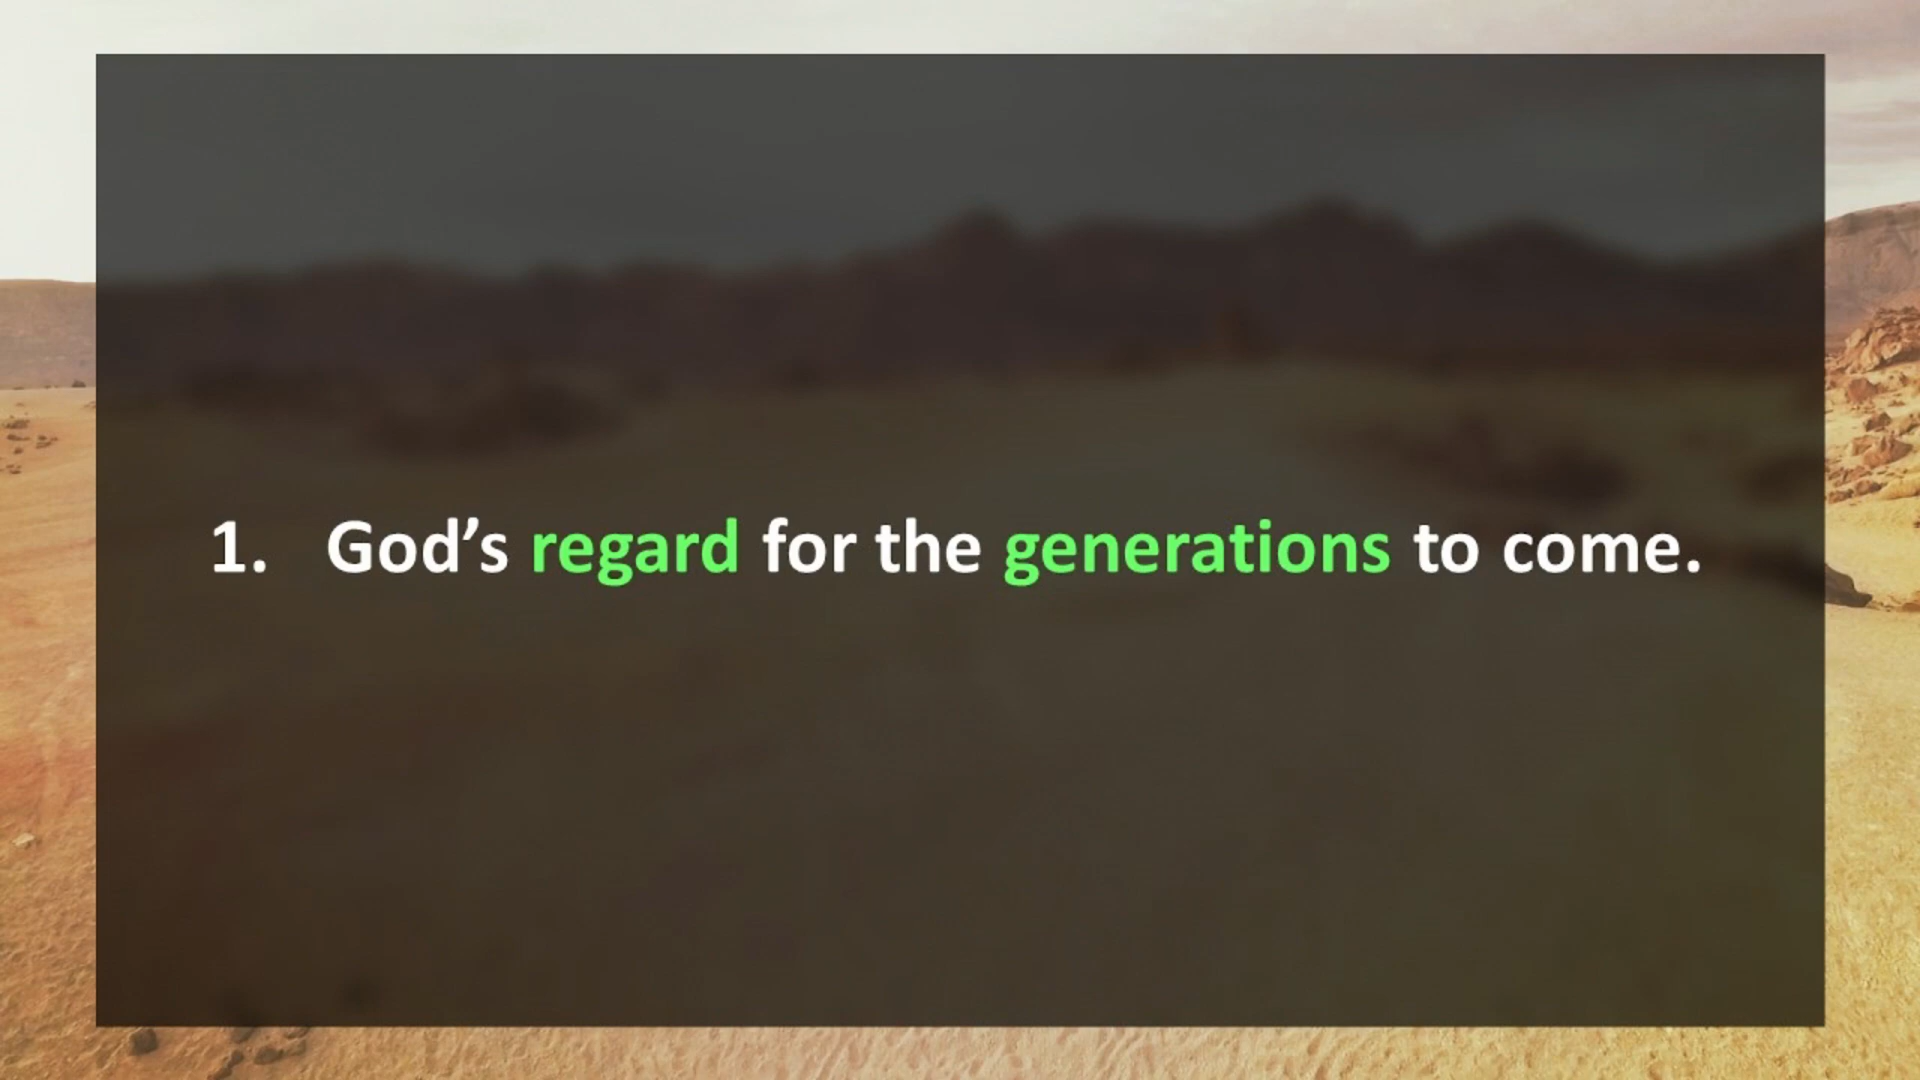 1. God’s regard for the generations to come.